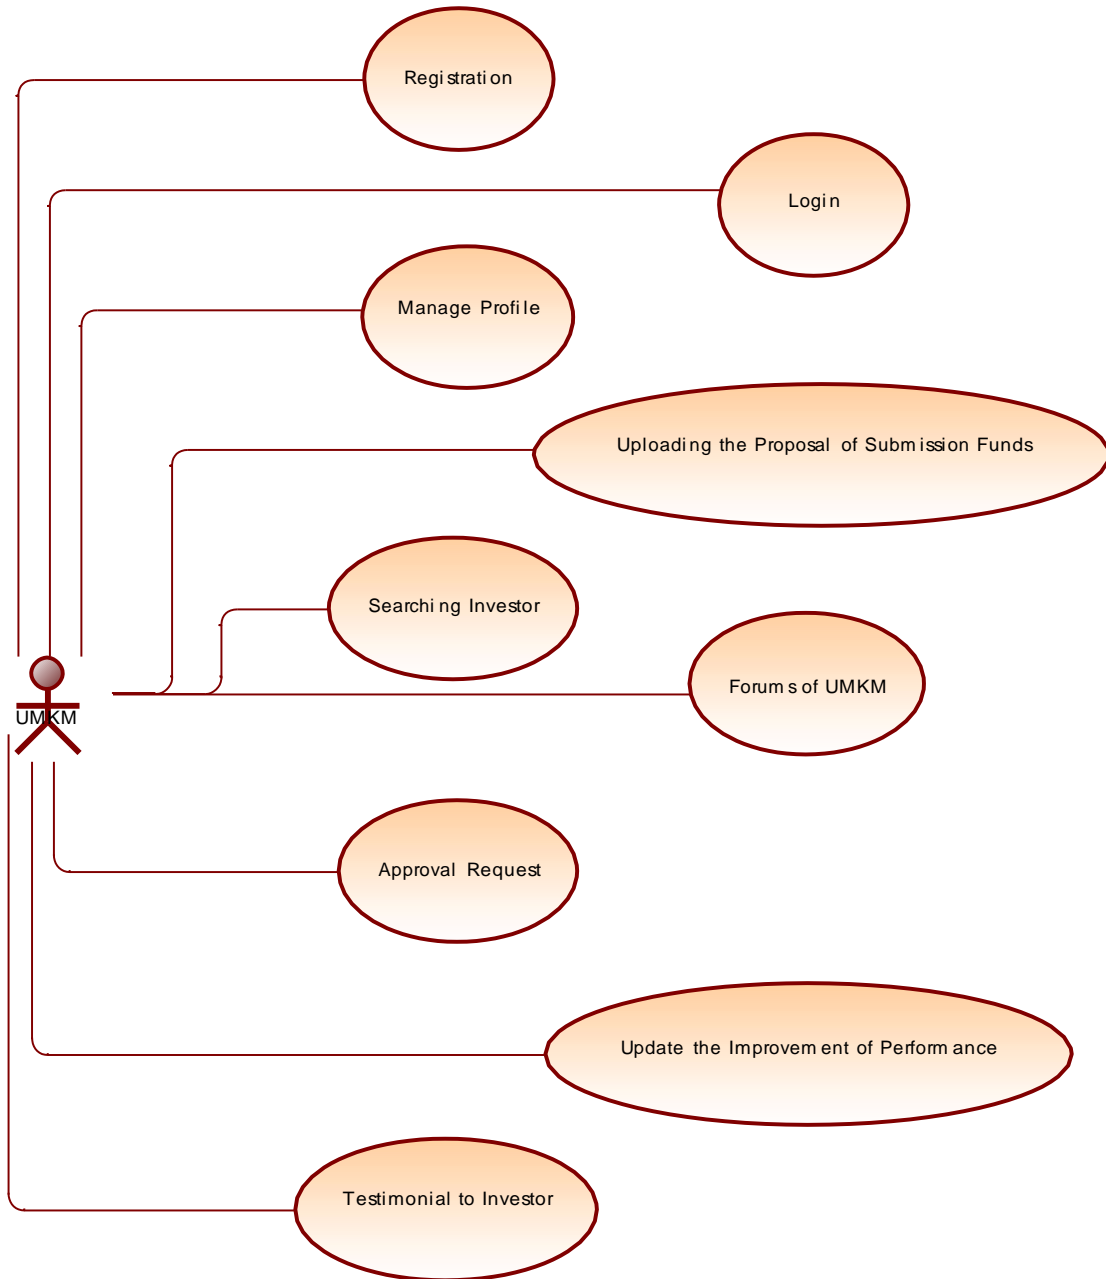 Registration
Login
Manage Profile
Uploading the Proposal of Submission Funds
Searching Investor
Forums of UMKM
UMKM
Approval Request
Update the Improvement of Performance
Testimonial to Investor